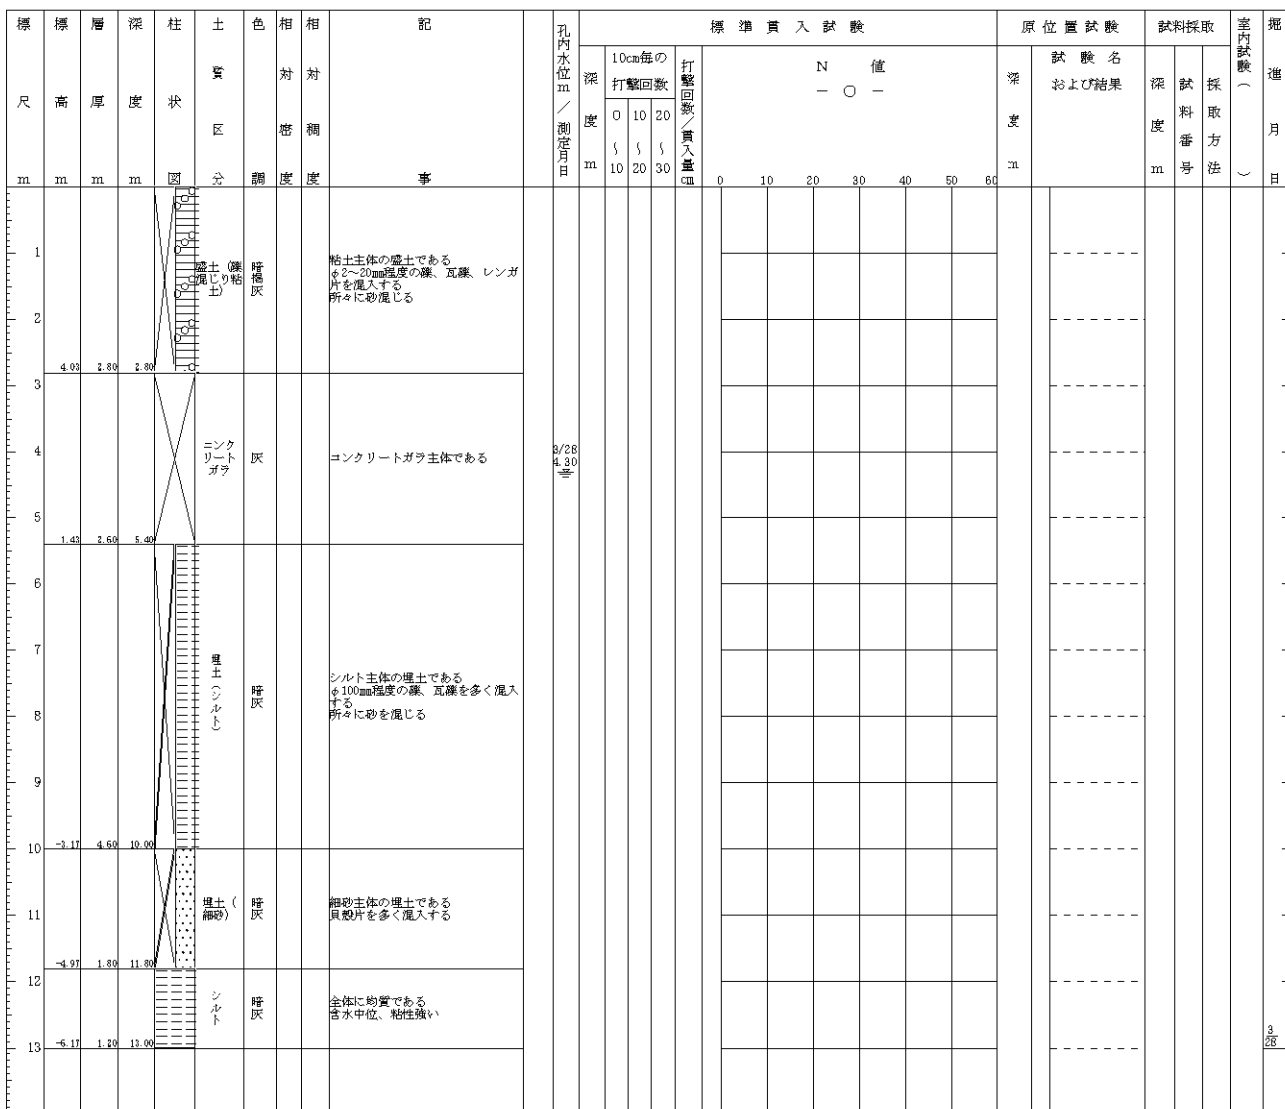 標尺m
標高m
層厚m
深度m
柱状図
土質区分
色調
相対密度
相対稠度
記事
孔内水位m／測定月日
標準貫入試験
深度m
10cm毎の
打撃回数
0～10
10～20
20～30
打撃回数／貫入量cm
N 値
－○－
0 10 20 30 40 50 60
原位置試験
深度m
試験名
および結果
試料採取
深度m
試料番号
採取方法
室内試験（ ）
掘進月日
1
盛土（礫
混じり粘
土）
暗褐灰
粘土主体の盛土である
φ2～20mm程度の礫、瓦礫、レンガ
片を混入する
所々に砂混じる
2
4.03 2.80 2.80
3
コンク
リート
ガラ
灰
コンクリートガラ主体である
3/28
4.30
4
5
1.43 2.60 5.40
6
7
埋土（シルト）
暗灰
シルト主体の埋土である
φ100mm程度の礫、瓦礫を多く混入
する
所々に砂を混じる
8
9
10
-3.17 4.60 10.00
埋土（
細砂）
暗灰
細砂主体の埋土である
貝殻片を多く混入する
11
-4.97 1.80 11.80
12
シルト
暗灰
全体に均質である
含水中位、粘性強い
13
-6.17 1.20 13.00
3
28